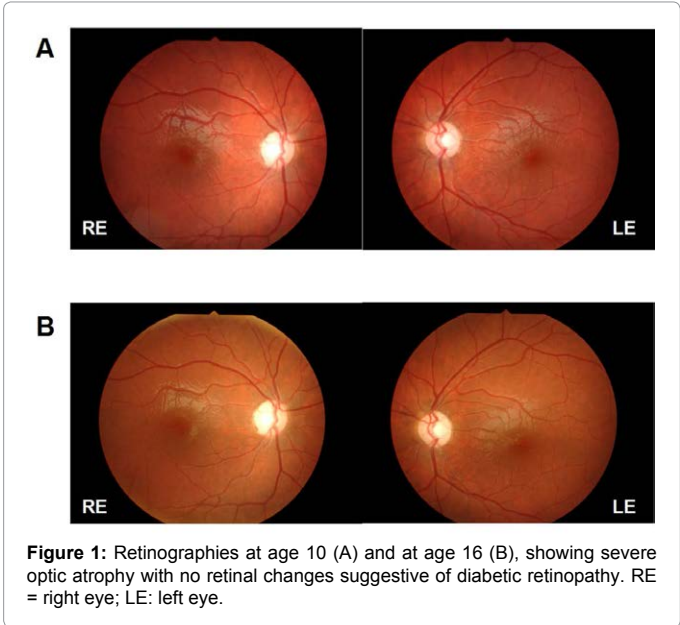 A
RE
LE
B
RE
LE
Figure 1: Retinographies at age 10 (A) and at age 16 (B), showing severe
optic atrophy with no retinal changes suggestive of diabetic retinopathy. RE
= right eye; LE: left eye.